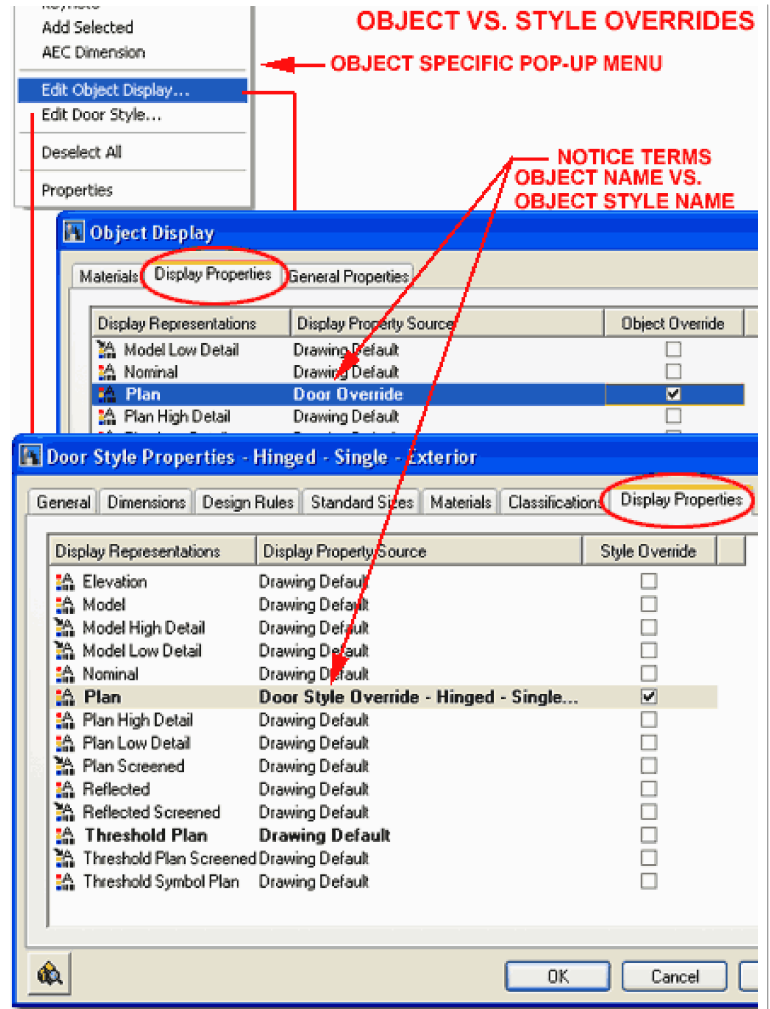 Keynote
OBJECT VS. STYLE OVERRIDES
Add Selected
AEC Dimension
OBJECT SPECIFIC POP-UP MENU
Edit Object Display...
Edit Door Style...
Deselect All
NOTICE TERMS
OBJECT NAME VS.
OBJECT STYLE NAME
Properties
Object Display
Materials Display Properties General Properties
Display Representations Display Property Source Object Override
Model Low Detail Drawing Default
Nominal Drawing Default
Plan Door Override
Plan High Detail Drawing Default
Door Style Properties - Hinged - Single - Exterior
General Dimensions Design Rules Standard Sizes Materials Classifications Display Properties
Display Representations Display Property Source Style Override
Elevation Drawing Default
Model Drawing Default
Model High Detail Drawing Default
Model Low Detail Drawing Default
Nominal Drawing Default
Plan Door Style Override - Hinged - Single...
Plan High Detail Drawing Default
Plan Low Detail Drawing Default
Plan Screened Drawing Default
Reflected Drawing Default
Reflected Screened Drawing Default
Threshold Plan Drawing Default
Threshold Plan Screened Drawing Default
Threshold Symbol Plan Drawing Default
OK Cancel